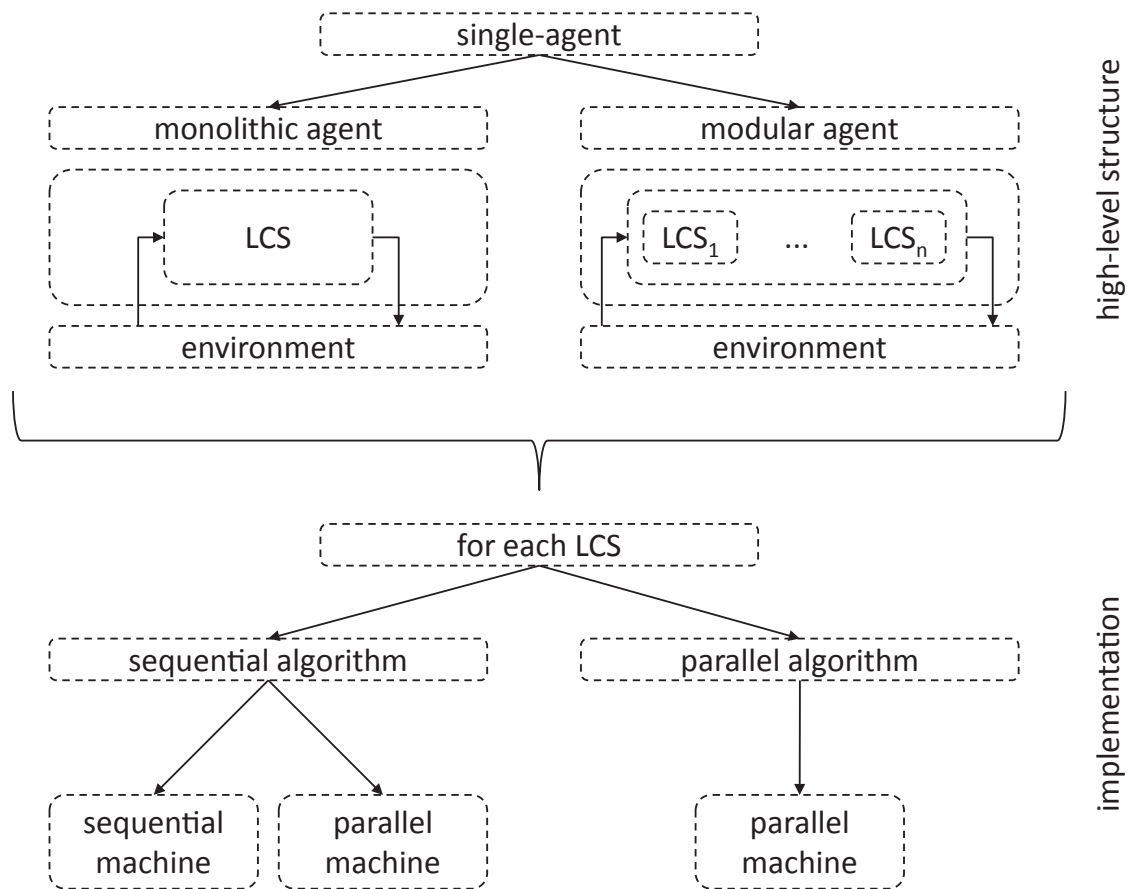 single-agent
high-level structure
monolithic agent
modular agent
LCS
LCS1
...
LCSn
environment
environment
for each LCS
implementation
sequential algorithm
parallel algorithm
sequential
machine
parallel
machine
parallel
machine